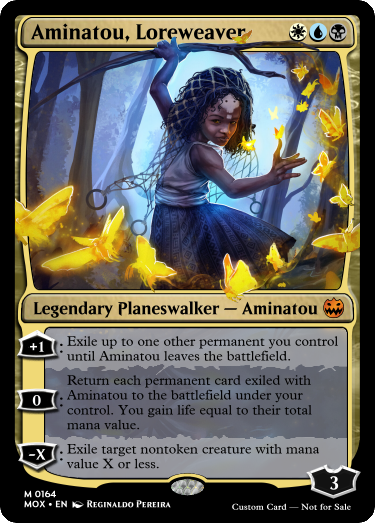 Aminatou, Loreweaver
Legendary Planeswalker — Aminatou
+1: Exile up to one other permanent you control
until Aminatou leaves the battlefield.
0: Return each permanent card exiled with
Aminatou to the battlefield under your
control. You gain life equal to their total
mana value.
-X: Exile target nontoken creature with mana
value X or less.
3
M 0164
MOX • EN Reginaldo Pereira
Custom Card — Not for Sale